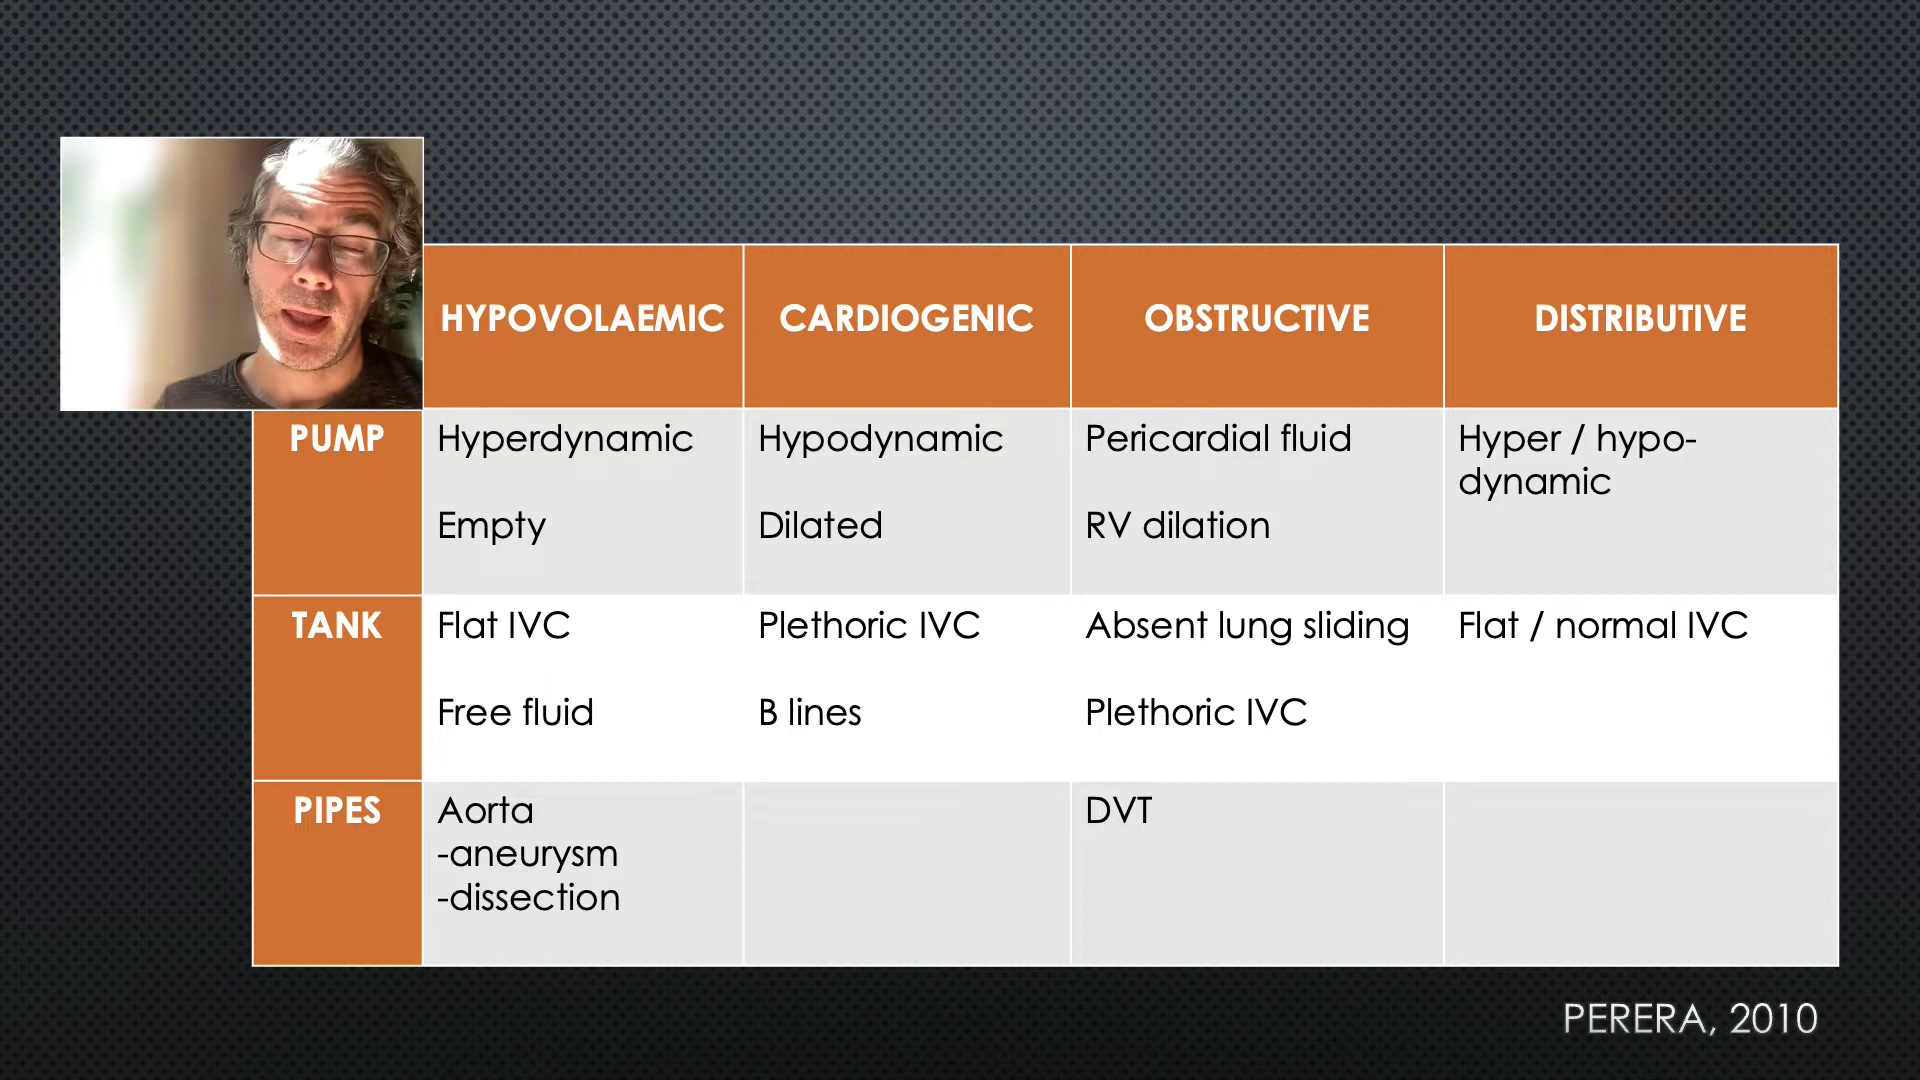 HYPOVOLAEMIC CARDIOGENIC OBSTRUCTIVE DISTRIBUTIVE
PUMP Hyperdynamic Hypodynamic Pericardial fluid Hyper / hypo-
dynamic
Empty Dilated RV dilation
TANK Flat IVC Plethoric IVC Absent lung sliding Flat / normal IVC
Free fluid B lines Plethoric IVC
PIPES Aorta DVT
-aneurysm
-dissection
PERERA, 2010